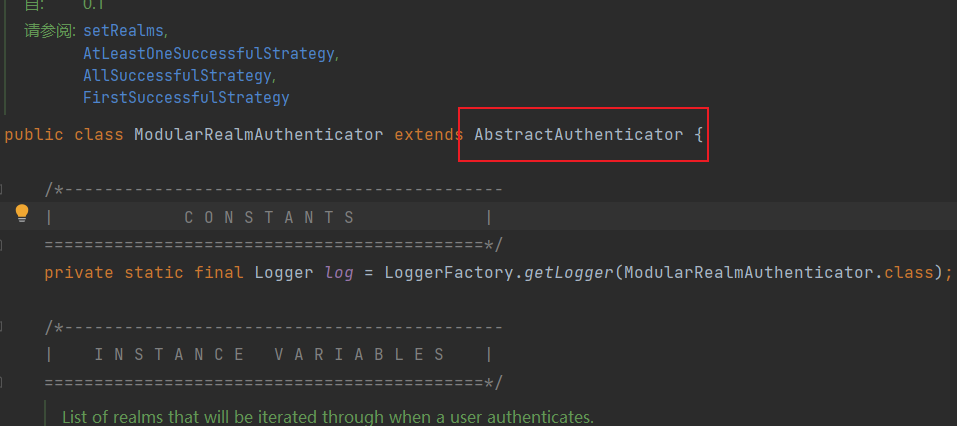 自: 0.1
请参阅: setRealms,
AtLeastOneSuccessfulStrategy,
AllSuccessfulStrategy,
FirstSuccessfulStrategy
public class ModularRealmAuthenticator extends AbstractAuthenticator {
/*--------------------------------------------
| C O N S T A N T S |
============================================*/
private static final Logger log = LoggerFactory.getLogger(ModularRealmAuthenticator.class);
/*--------------------------------------------
| I N S T A N C E V A R I A B L E S |
============================================*/
List of realms that will be iterated through when a user authenticates.